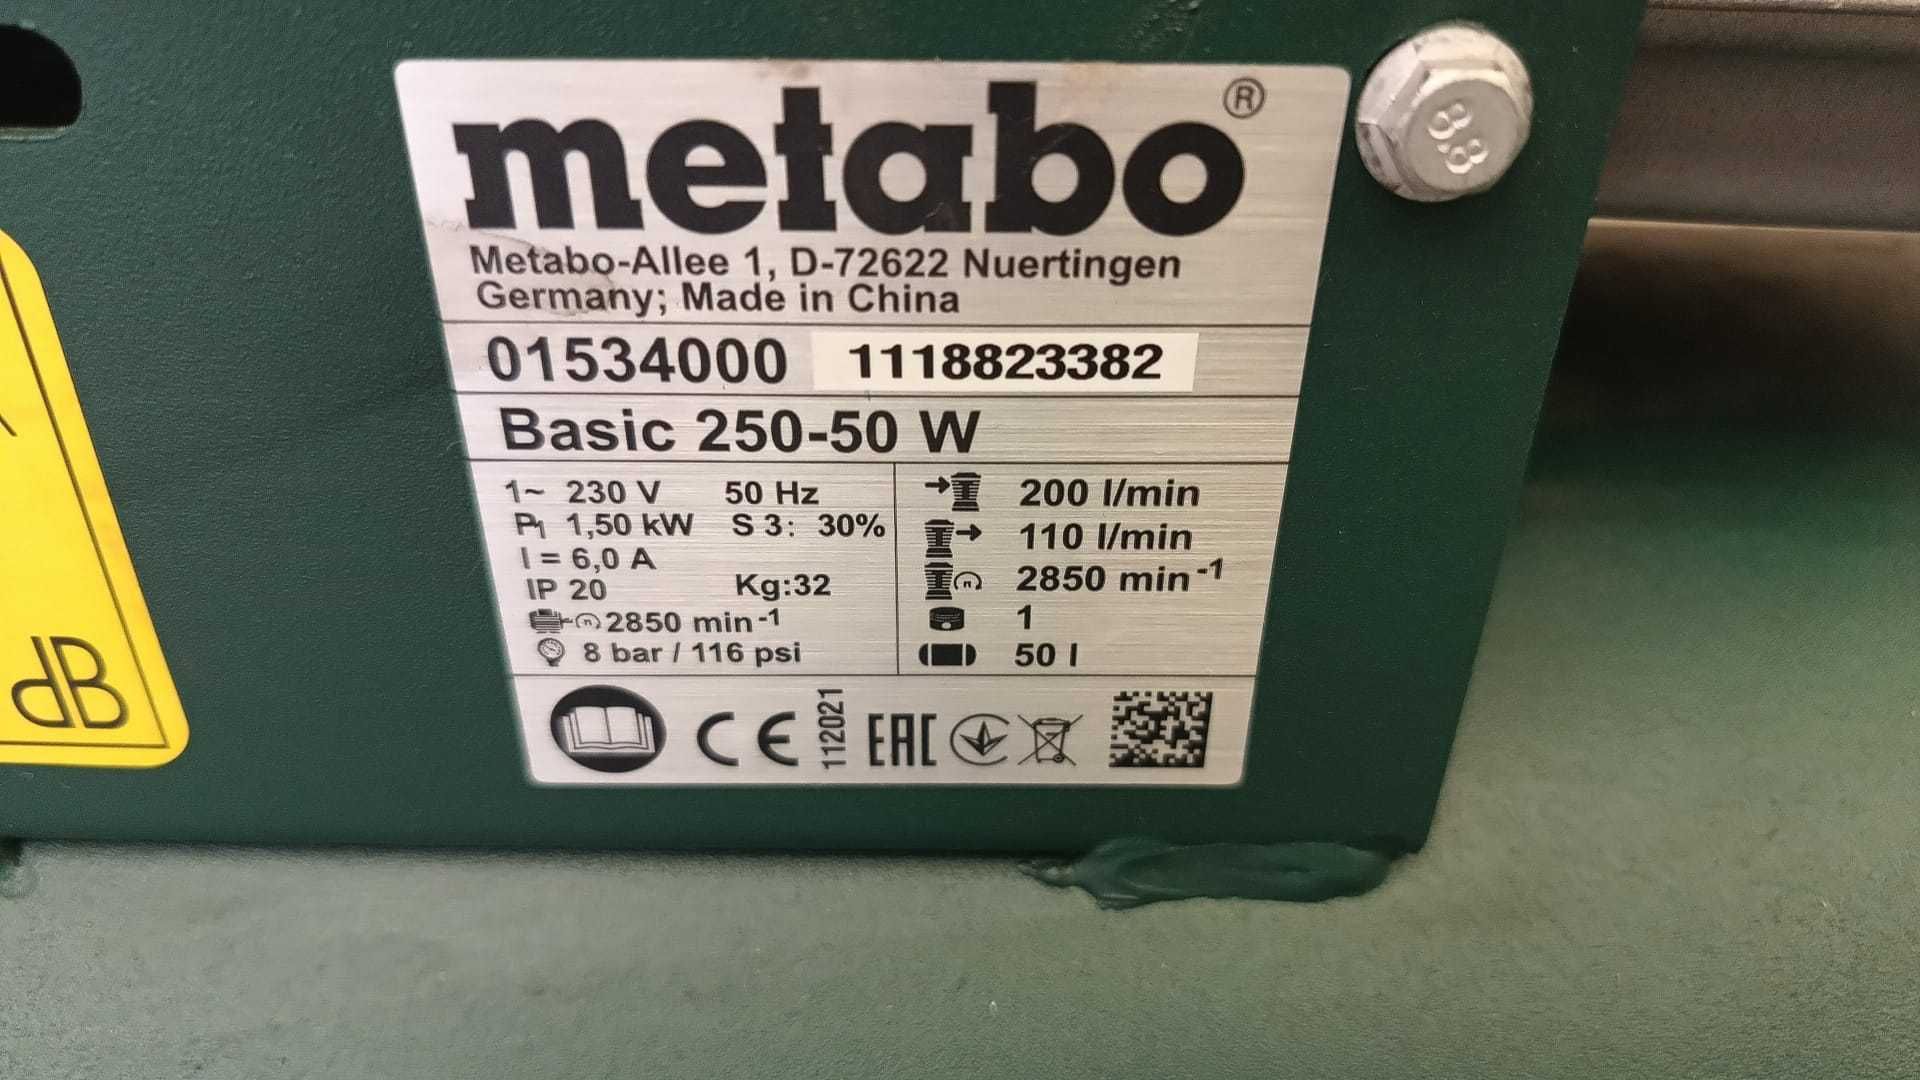 metabo®
Metabo-Allee 1, D-72622 Nuertingen
Germany; Made in China
01534000 1118823382
Basic 250-50 W
1~ 230 V 50 Hz
P1 1,50 kW S 3: 30%
I = 6,0 A
IP 20 Kg:32
n 2850 min-1
8 bar / 116 psi
200 l/min
110 l/min
n 2850 min-1
1
50 l
CE 112021 EAC
dB
8.8